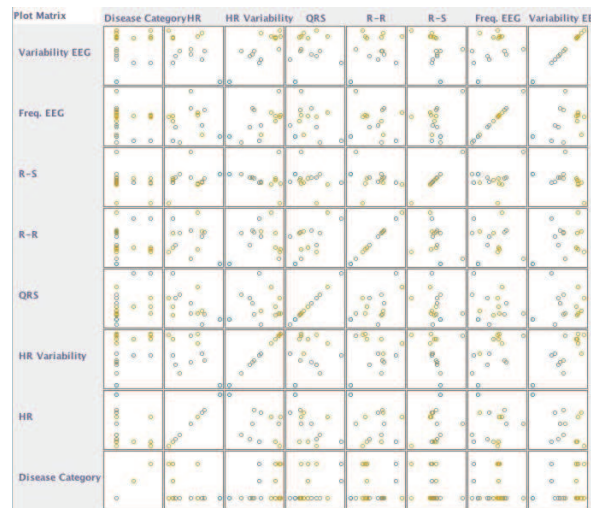 Plot Matrix
Disease Category HR HR Variability QRS R-R R-S Freq. EEG Variability EE
Variability EEG
Freq. EEG
R-S
R-R
QRS
HR Variability
HR
Disease Category